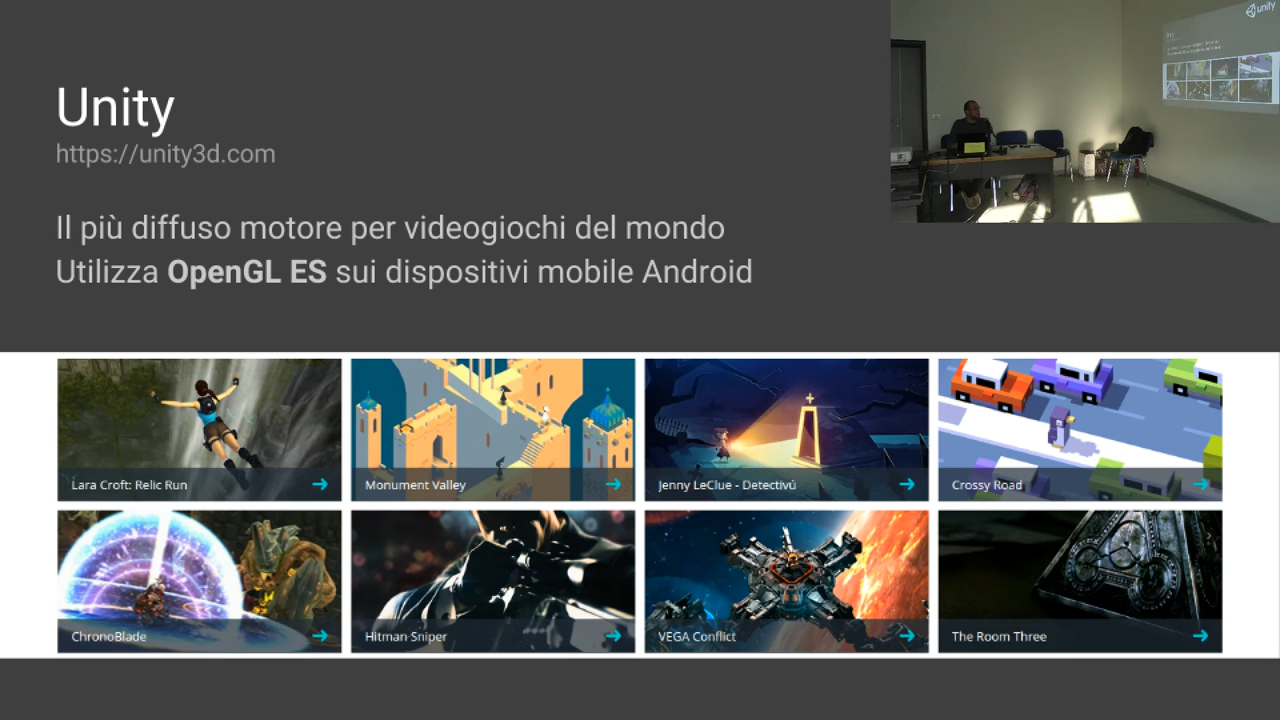 Unity
https://unity3d.com
Il più diffuso motore per videogiochi del mondo
Utilizza OpenGL ES sui dispositivi mobile Android
unity
Lara Croft: Relic Run
Monument Valley
Jenny LeClue - Detectivú
Crossy Road
ChronoBlade
Hitman Sniper
VEGA Conflict
The Room Three